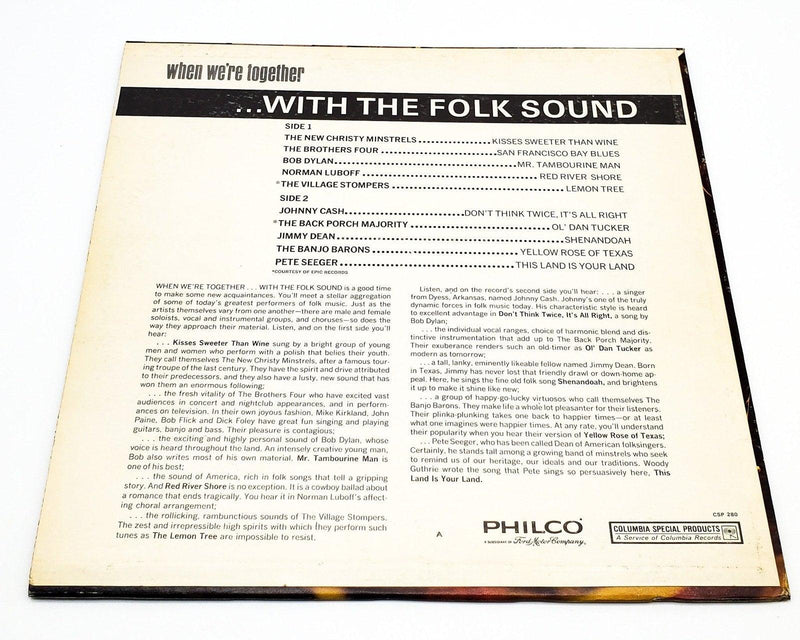 when we're together
...WITH THE FOLK SOUND
SIDE 1
THE NEW CHRISTY MINSTRELS....................KISSES SWEETER THAN WINE
THE BROTHERS FOUR..............................SAN FRANCISCO BAY BLUES
BOB DYLAN..............................................MR. TAMBOURINE MAN
NORMAN LUBOFF........................................RED RIVER SHORE
*THE VILLAGE STOMPERS......................................LEMON TREE
SIDE 2
JOHNNY CASH..............................DON'T THINK TWICE, IT'S ALL RIGHT
*THE BACK PORCH MAJORITY..............................OL' DAN TUCKER
JIMMY DEAN....................................................SHENANDOAH
THE BANJO BARONS..............................YELLOW ROSE OF TEXAS
PETE SEEGER........................................THIS LAND IS YOUR LAND
*COURTESY OF EPIC RECORDS
WHEN WE'RE TOGETHER . . . WITH THE FOLK SOUND is a good time
to make some new acquaintances. You'll meet a stellar aggregation
of some of today's greatest performers of folk music. Just as the
artists themselves vary from one another—there are male and female
soloists, vocal and instrumental groups, and choruses—so does the
way they approach their material. Listen, and on the first side you'll
hear:
. . . Kisses Sweeter Than Wine sung by a bright group of young
men and women who perform with a polish that belies their youth.
They call themselves The New Christy Minstrels, after a famous tour-
ing troupe of the last century. They have the spirit and drive attributed
to their predecessors, and they also have a lusty, new sound that has
won them an enormous following;
. . . the fresh vitality of The Brothers Four who have excited vast
audiences in concert and nightclub appearances, and in perform-
ances on television. In their own joyous fashion, Mike Kirkland, John
Paine, Bob Flick and Dick Foley have great fun singing and playing
guitars, banjo and bass. Their pleasure is contagious;
. . . the exciting and highly personal sound of Bob Dylan, whose
voice is heard throughout the land. An intensely creative young man,
Bob also writes most of his own material. Mr. Tambourine Man is
one of his best;
. . . the sound of America, rich in folk songs that tell a gripping
story. And Red River Shore is no exception. It is a cowboy ballad about
a romance that ends tragically. You hear it in Norman Luboff's affect-
ing choral arrangement;
. . . the rollicking, rambunctious sounds of The Village Stompers.
The zest and irrepressible high spirits with which they perform such
tunes as The Lemon Tree are impossible to resist.
Listen, and on the record's second side you'll hear: . . . a singer
from Dyess, Arkansas, named Johnny Cash. Johnny's one of the truly
dynamic forces in folk music today. His characteristic style is heard
to excellent advantage in Don't Think Twice, It's All Right, a song by
Bob Dylan;
. . . the individual vocal ranges, choice of harmonic blend and dis-
tinctive instrumentation that add up to The Back Porch Majority.
Their exuberance renders such an old-timer as Ol' Dan Tucker as
modern as tomorrow;
. . . a tall, lanky, eminently likeable fellow named Jimmy Dean. Born
in Texas, Jimmy has never lost that friendly drawl or down-home ap-
peal. Here, he sings the fine old folk song Shenandoah, and brightens
it up to make it shine like new;
. . . a group of happy-go-lucky virtuosos who call themselves The
Banjo Barons. They make life a whole lot pleasanter for their listeners.
Their plinka-plunking takes one back to happier times—or at least
what one imagines were happier times. At any rate, you'll understand
their popularity when you hear their version of Yellow Rose of Texas;
. . . Pete Seeger, who has been called Dean of American folksingers.
Certainly, he stands tall among a growing band of minstrels who seek
to remind us of our heritage, our ideals and our traditions. Woody
Guthrie wrote the song that Pete sings so persuasively here, This
Land Is Your Land.
CSP 280
A
PHILCO
A SUBSIDIARY OF Ford Motor Company,
COLUMBIA SPECIAL PRODUCTS
A Service of Columbia Records